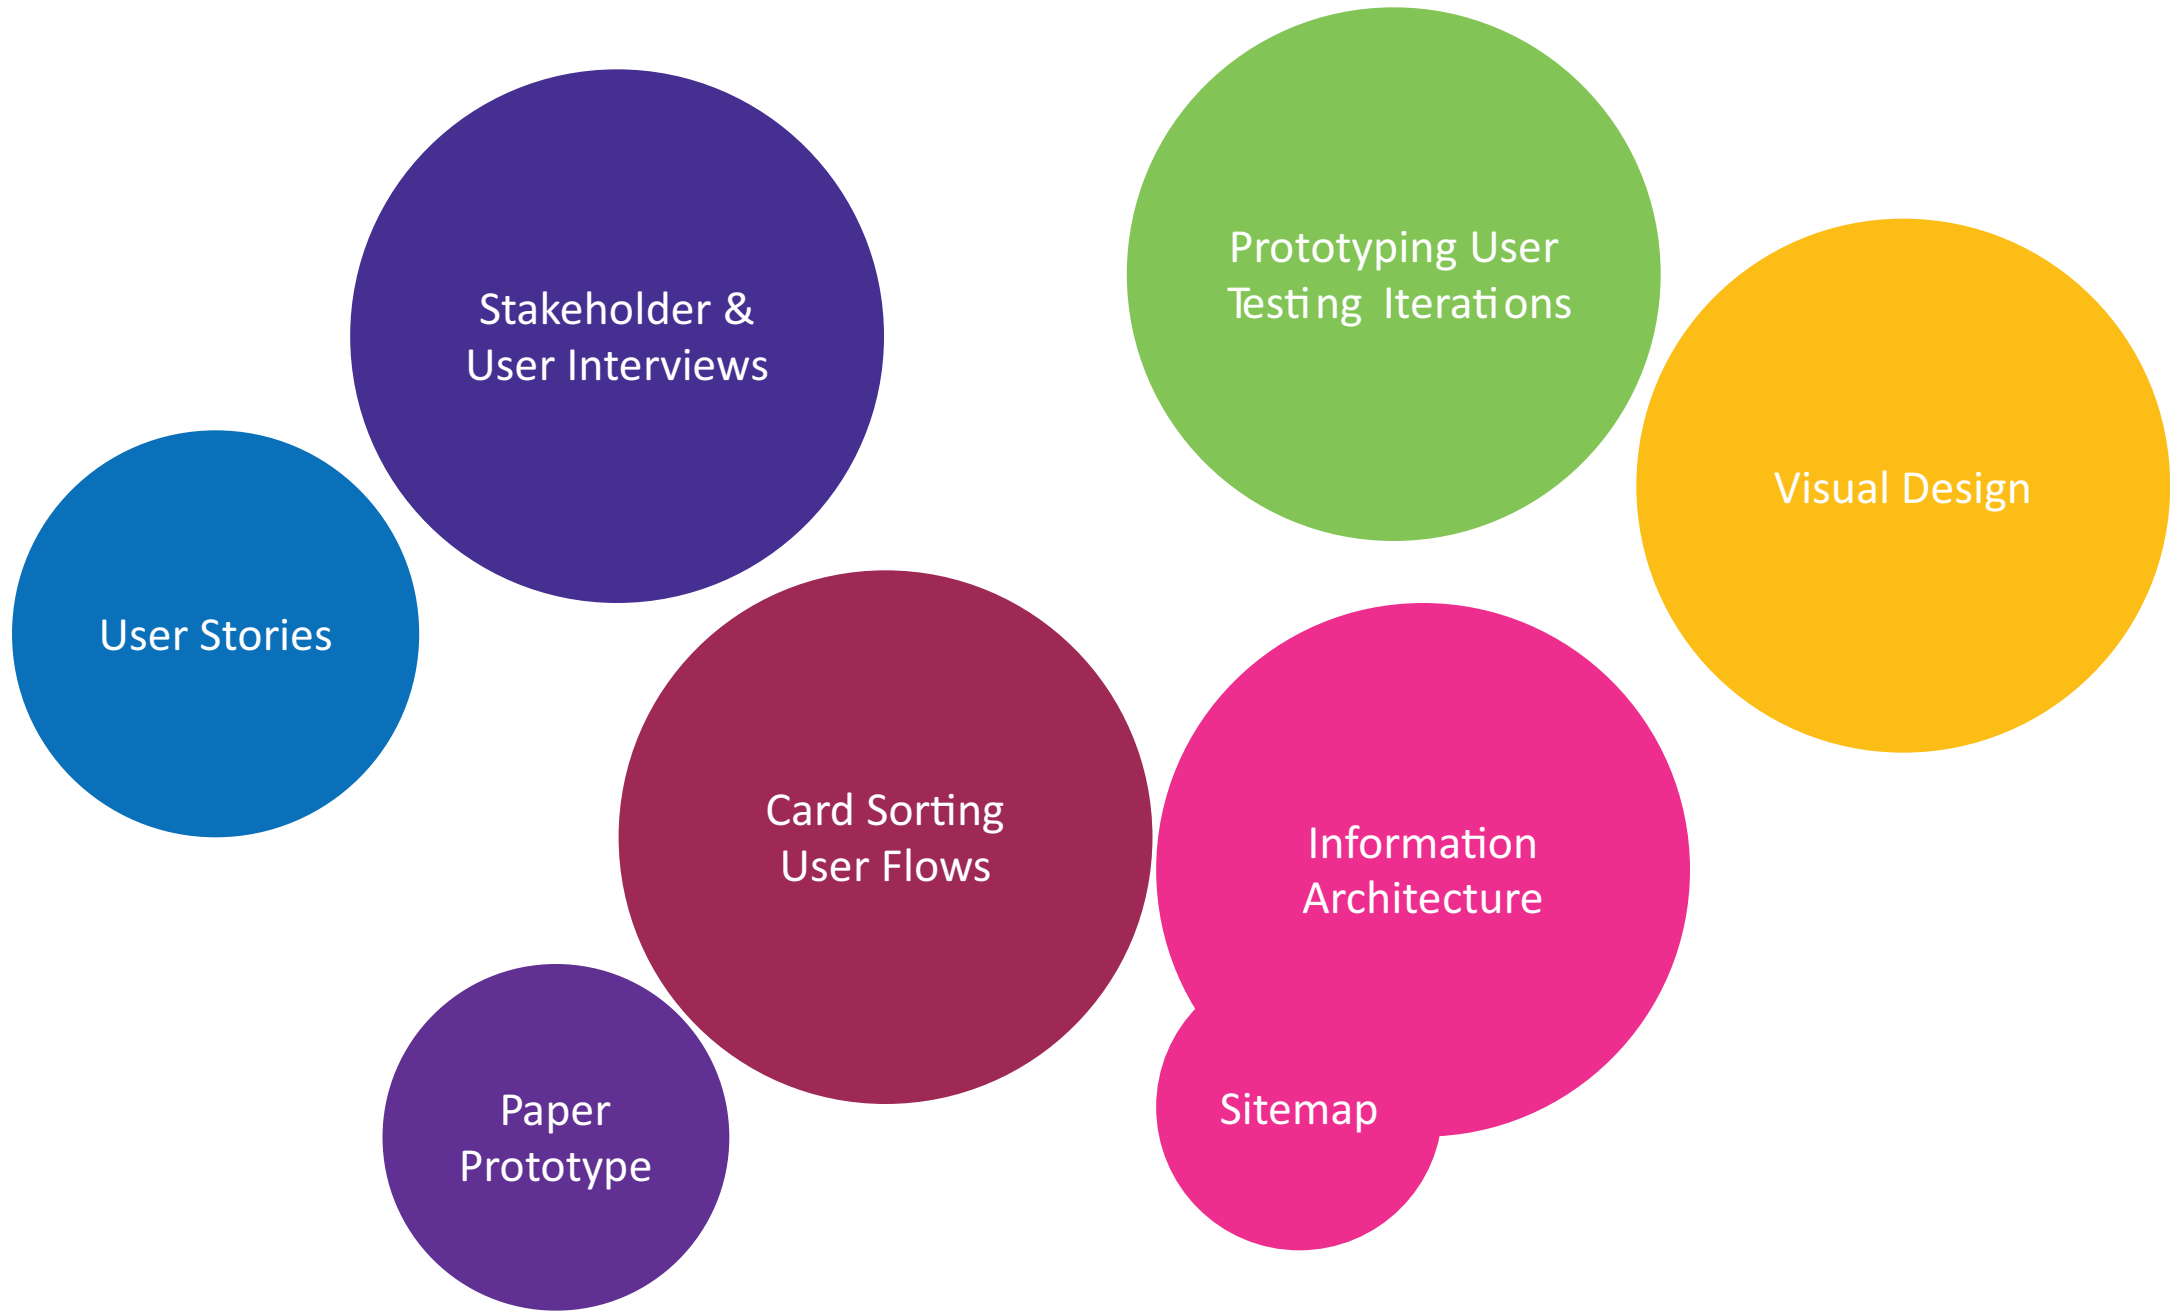 Stakeholder &
User Interviews
Prototyping User
Testing Iterations
Visual Design
User Stories
Card Sorting
User Flows
Information
Architecture
Paper
Prototype
Sitemap